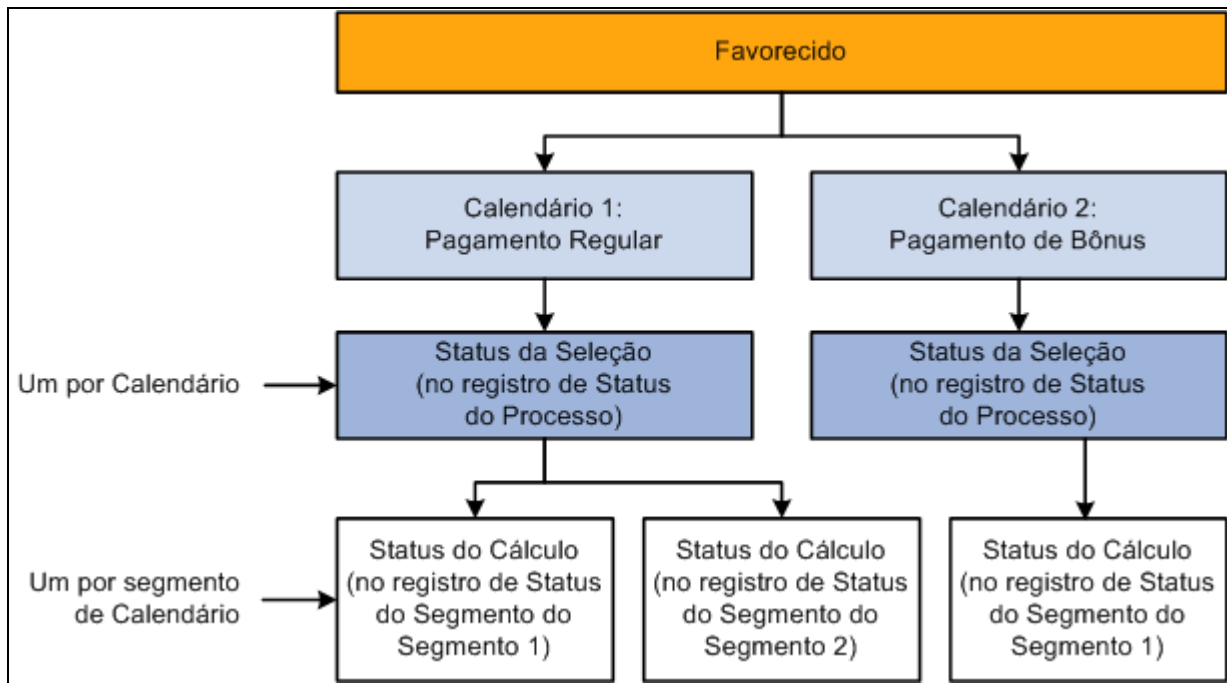 Favorecido
Calendário 1:
Pagamento Regular
Calendário 2:
Pagamento de Bônus
Um por Calendário
Status da Seleção
(no registro de Status
do Processo)
Status da Seleção
(no registro de Status
do Processo)
Um por segmento
de Calendário
Status do Cálculo
(no registro de Status
do Segmento do
Segmento 1)
Status do Cálculo
(no registro de Status
do Segmento do
Segmento 2)
Status do Cálculo
(no registro de Status
do Segmento do
Segmento 1)